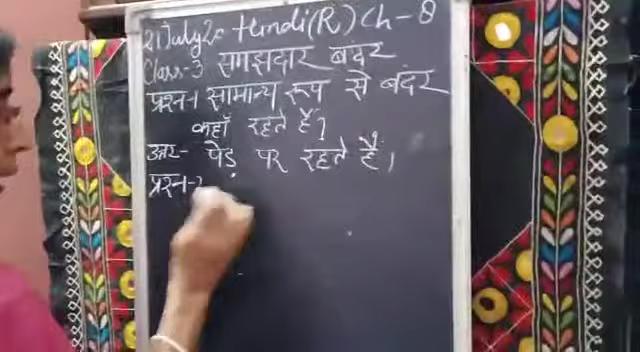 21 July 20 Hindi (R) Ch - 8
Class-3 समझदार बंदर
प्रश्न-1 सामान्य रूप से बंदर
कहाँ रहते हैं?
उत्तर- पेड़ पर रहते हैं।
प्रश्न-2